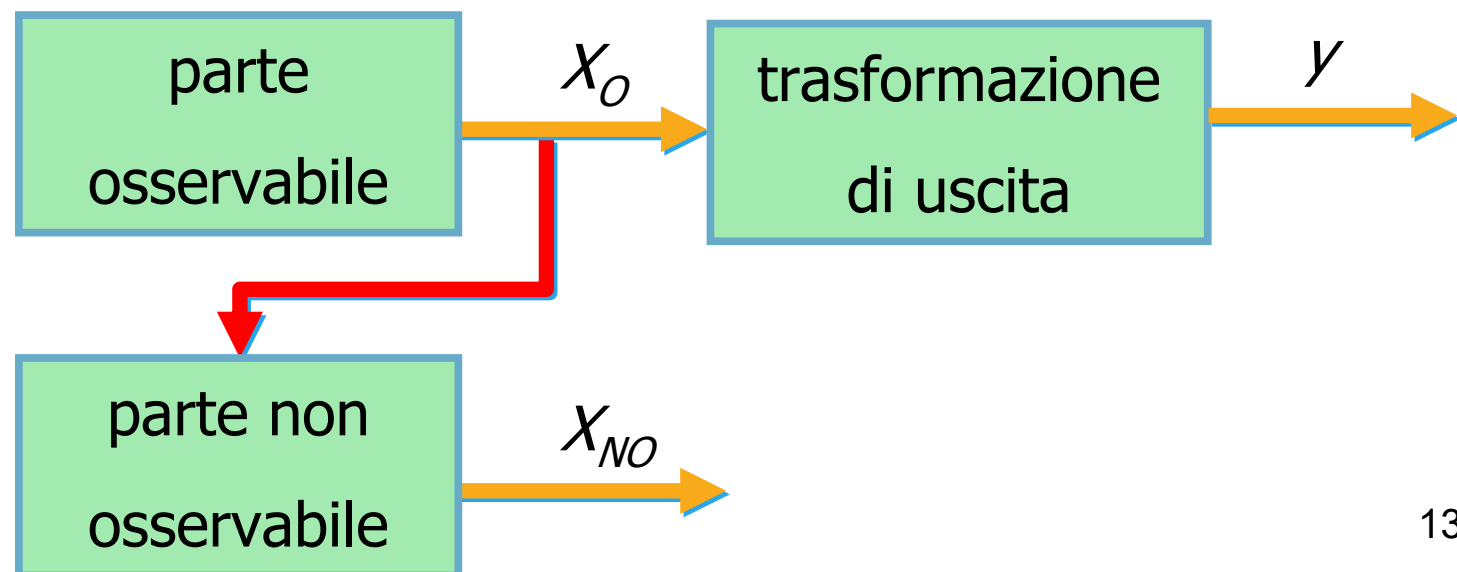 parte
osservabile
X_O
trasformazione
di uscita
y
parte non
osservabile
X_NO
13